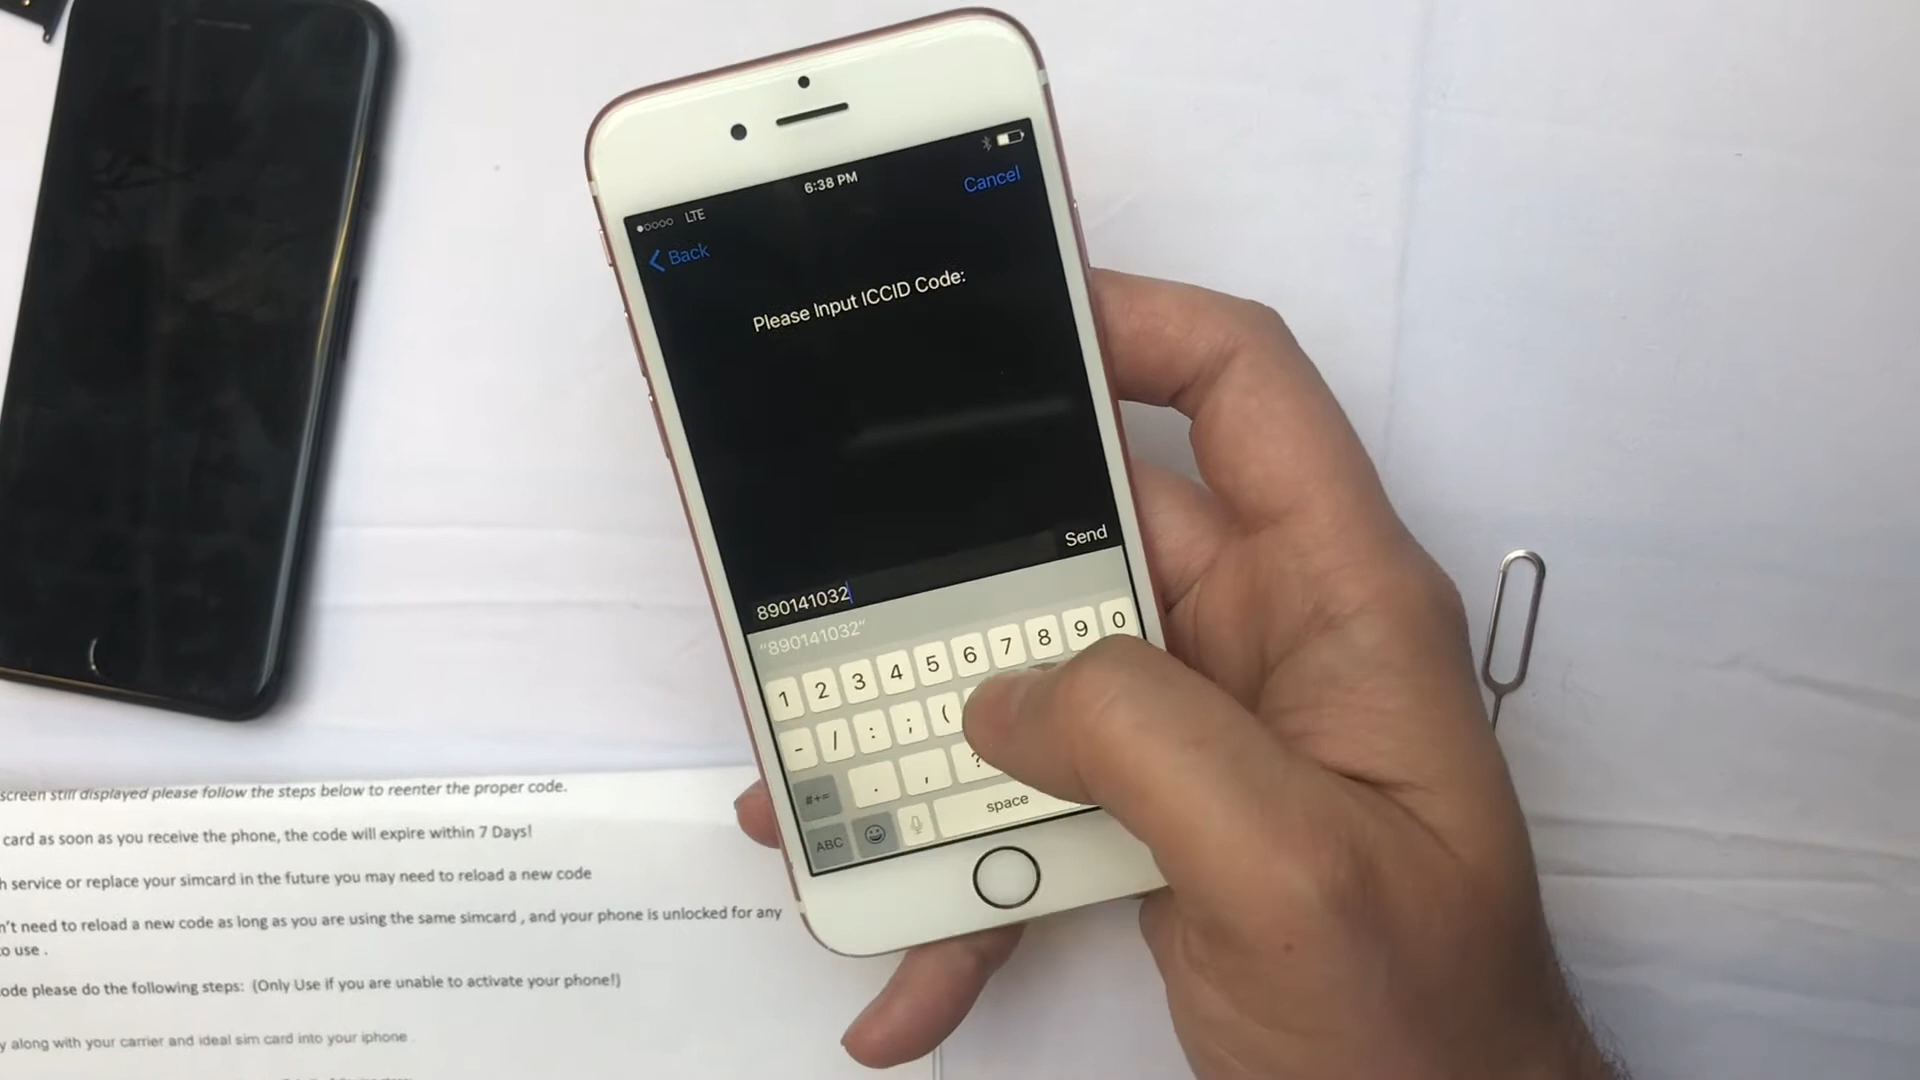 6:38 PM
LTE
Cancel
Back
Please Input ICCID Code:
Send
890141032
"890141032"
1 2 3 4 5 6 7 8 9 0
- / : ; (
#+= . , ?
ABC space
screen still displayed please follow the steps below to reenter the proper code.
card as soon as you receive the phone, the code will expire within 7 Days!
h service or replace your simcard in the future you may need to reload a new code
n't need to reload a new code as long as you are using the same simcard , and your phone is unlocked for any
o use .
ode please do the following steps: (Only Use if you are unable to activate your phone!)
y along with your carrier and ideal sim card into your iphone